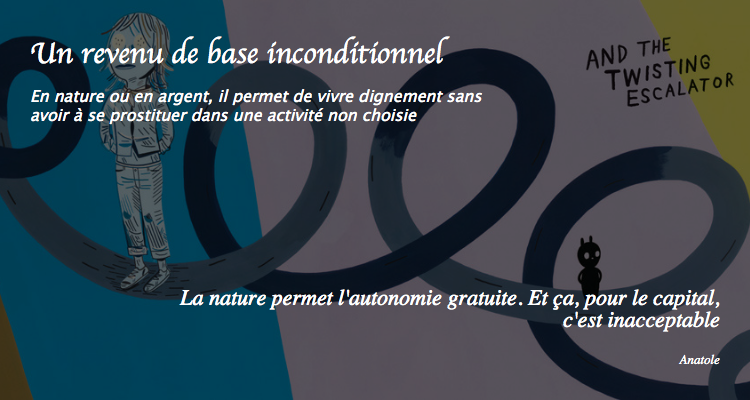 Un revenu de base inconditionnel
En nature ou en argent, il permet de vivre dignement sans
avoir à se prostituer dans une activité non choisie
AND THE
TWISTING
ESCALATOR
La nature permet l'autonomie gratuite. Et ça, pour le capital,
c'est inacceptable
Anatole